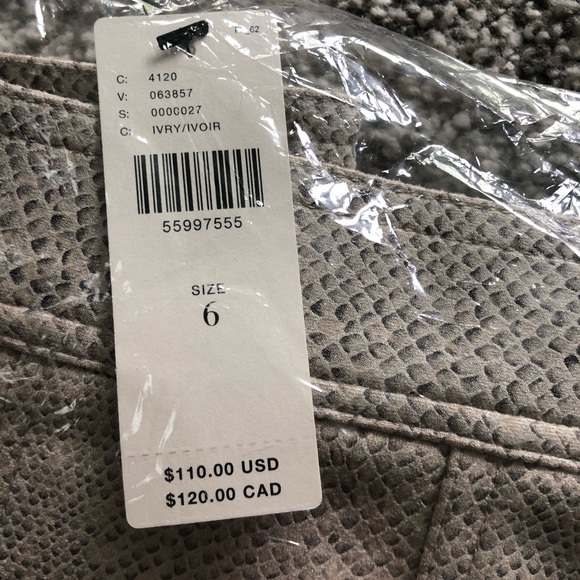 C: 4120
V: 063857
S: 0000027
C: IVRY/IVOIR
55997555
SIZE
6
$110.00 USD
$120.00 CAD